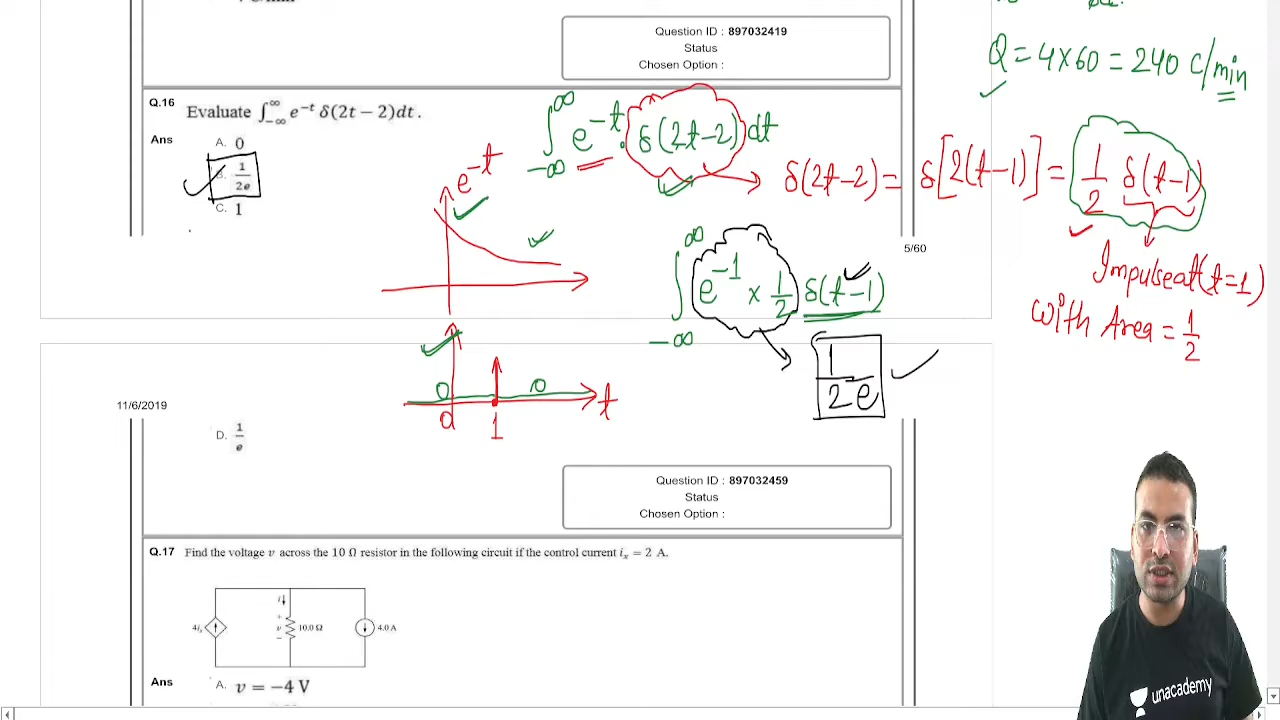 Question ID : 897032419
Status
Chosen Option :
Q = 4×60 = 240 C/min
Q.16 Evaluate ∫_{-∞}^{∞} e^{-t} δ(2t − 2)dt .
∫_{-∞}^{∞} e^{-t} . δ(2t-2) dt
Ans
A. 0
B. 1/2e
C. 1
e^{-t}
δ(2t-2) = δ[2(t-1)] = 1/2 δ(t-1)
5/60
∫_{-∞}^{∞} e^{-1} × 1/2 δ(t-1)
Impulse at (t=1)
With Area = 1/2
1/2e
0 0
0 1 t
11/6/2019
D. 1/e
Question ID : 897032459
Status
Chosen Option :
Q.17 Find the voltage v across the 10 Ω resistor in the following circuit if the control current i_x = 2 A.
10.0 Ω
4.0 A
+
v
−
Ans
A. v = −4 V
unacademy